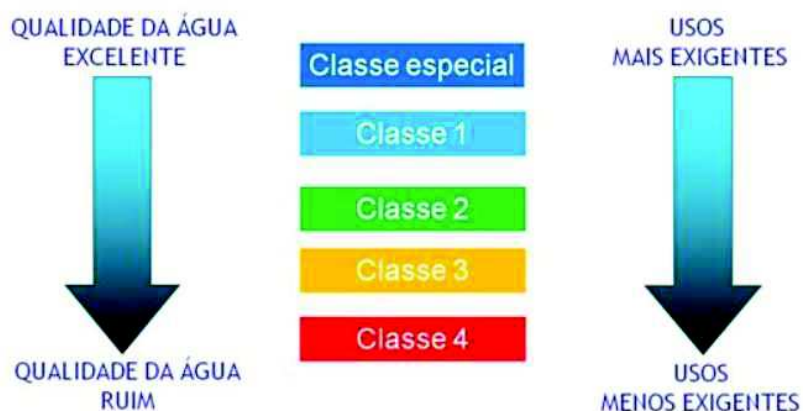 QUALIDADE DA ÁGUA
EXCELENTE
USOS
MAIS EXIGENTES
Classe especial
Classe 1
Classe 2
Classe 3
Classe 4
QUALIDADE DA ÁGUA
RUIM
USOS
MENOS EXIGENTES